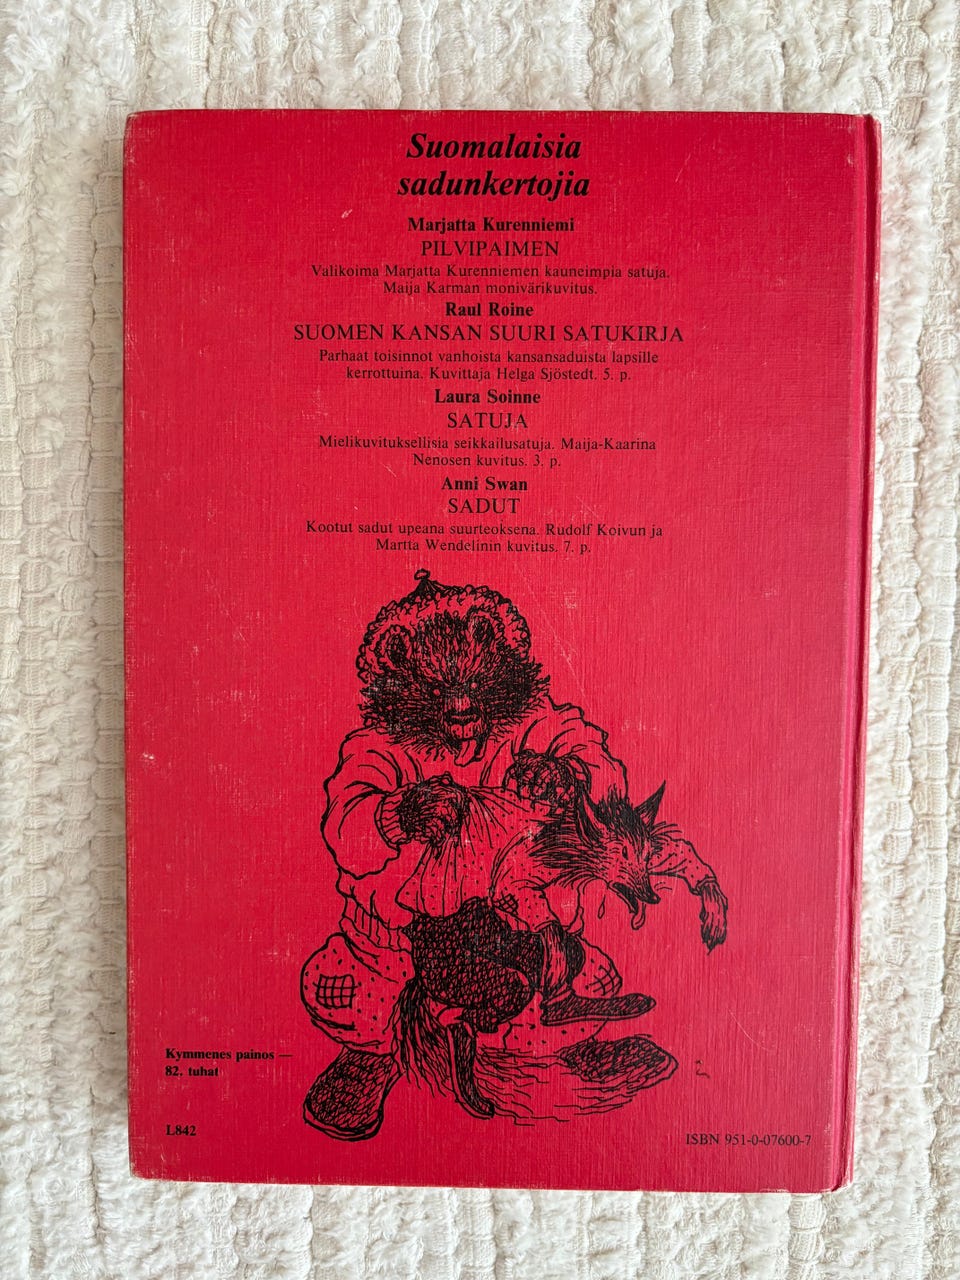 Suomalaisia
sadunkertojia
Marjatta Kurenniemi
PILVIPAIMEN
Valikoima Marjatta Kurenniemen kauneimpia satuja.
Maija Karman monivärikuvitus.
Raul Roine
SUOMEN KANSAN SUURI SATUKIRJA
Parhaat toisinnot vanhoista kansansaduista lapsille
kerrottuina. Kuvittaja Helga Sjöstedt. 5. p.
Laura Soinne
SATUJA
Mielikuvituksellisia seikkailusatuja. Maija-Kaarina
Nenosen kuvitus. 3. p.
Anni Swan
SADUT
Kootut sadut upeana suurteoksena. Rudolf Koivun ja
Martta Wendelinin kuvitus. 7. p.
Kymmenes painos —
82. tuhat
L842
ISBN 951-0-07600-7